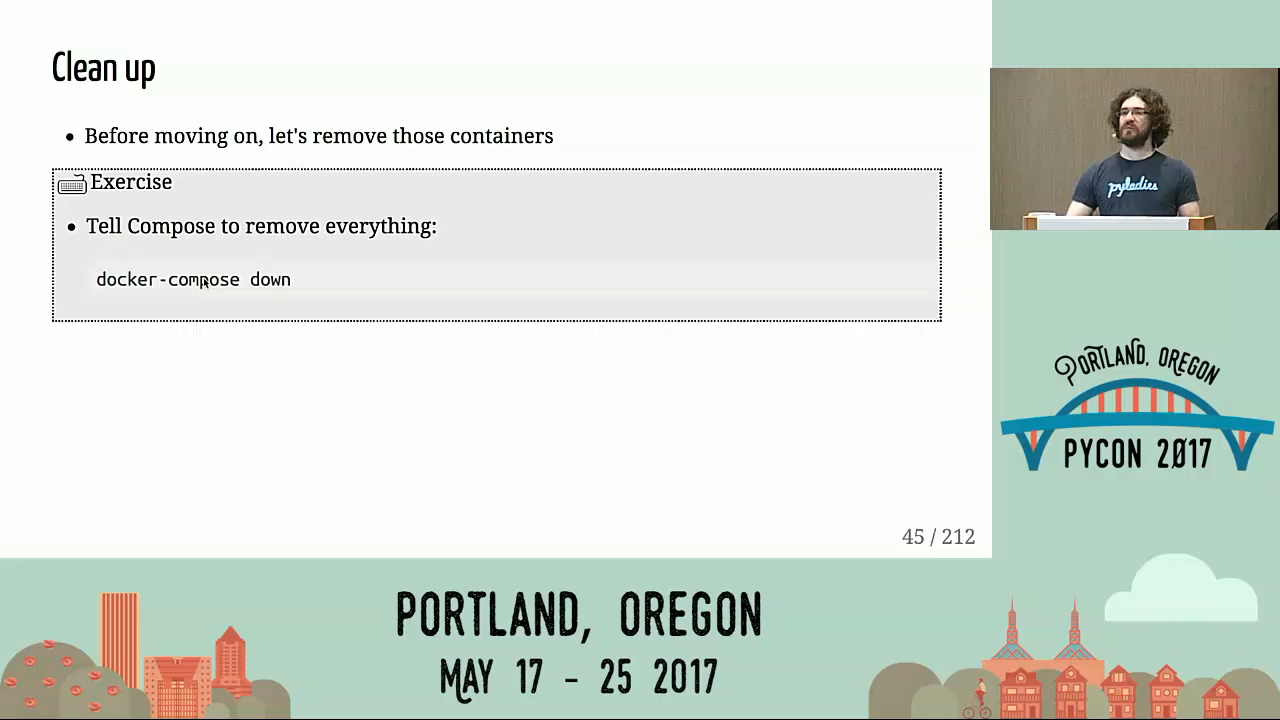 Clean up
• Before moving on, let's remove those containers
Exercise
• Tell Compose to remove everything:
docker-compose down
45 / 212
pyladies
PORTLAND, OREGON
PYCON 2017
PORTLAND, OREGON
MAY 17 - 25 2017